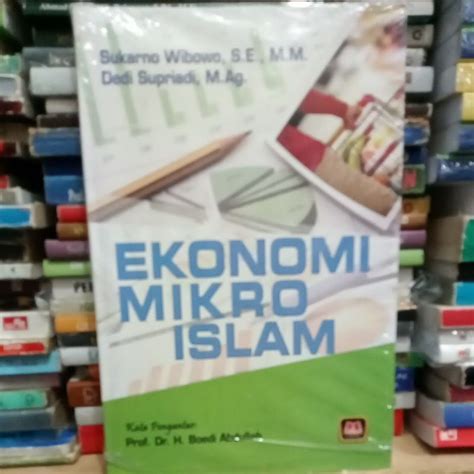 Sukarno Wibowo, S.E., M.M.
Dedi Supriadi, M.Ag.
EKONOMI
MIKRO
ISLAM
Kata Pengantar:
Prof. Dr. H. Boedi Abdullah